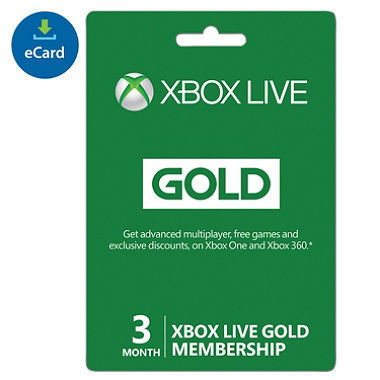 eCard
XBOX LIVE
GOLD
Get advanced multiplayer, free games and
exclusive discounts, on Xbox One and Xbox 360.*
3
MONTH
XBOX LIVE GOLD
MEMBERSHIP